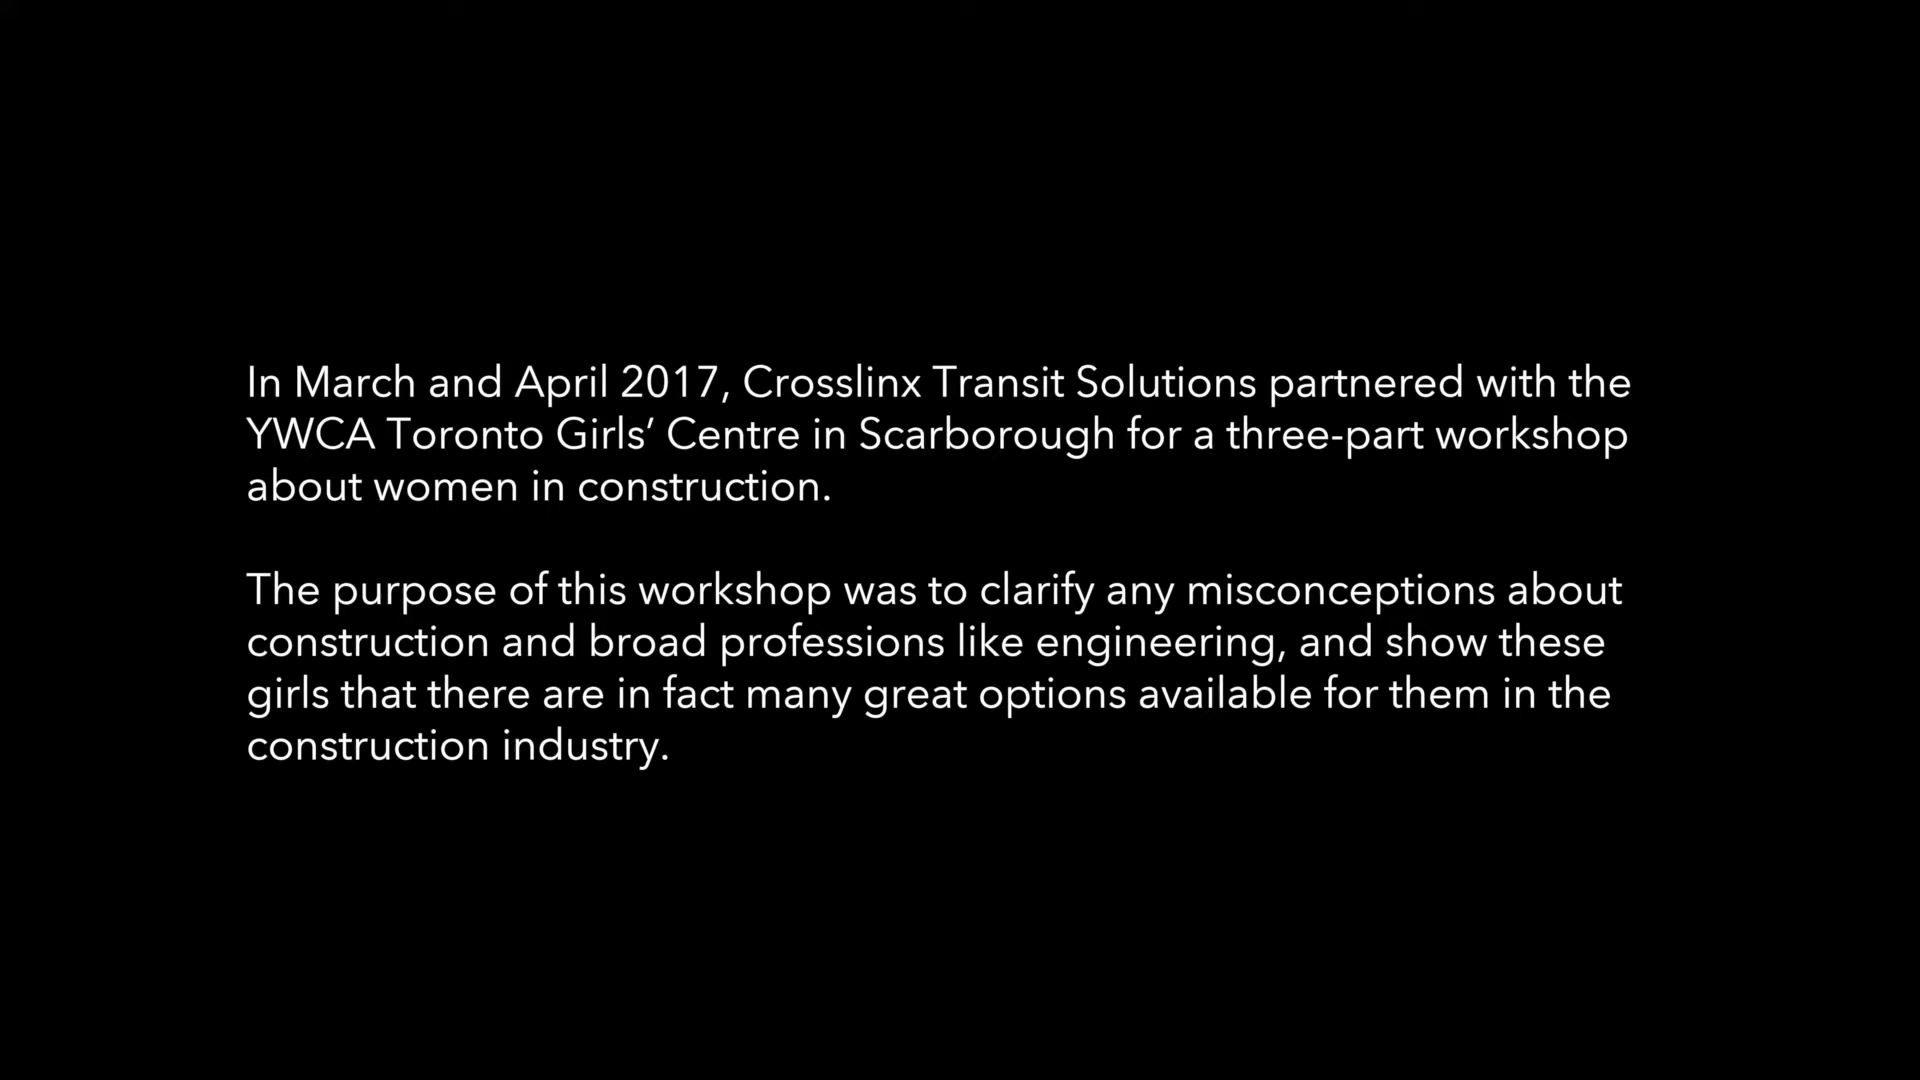 In March and April 2017, Crosslinx Transit Solutions partnered with the
YWCA Toronto Girls’ Centre in Scarborough for a three-part workshop
about women in construction.
The purpose of this workshop was to clarify any misconceptions about
construction and broad professions like engineering, and show these
girls that there are in fact many great options available for them in the
construction industry.